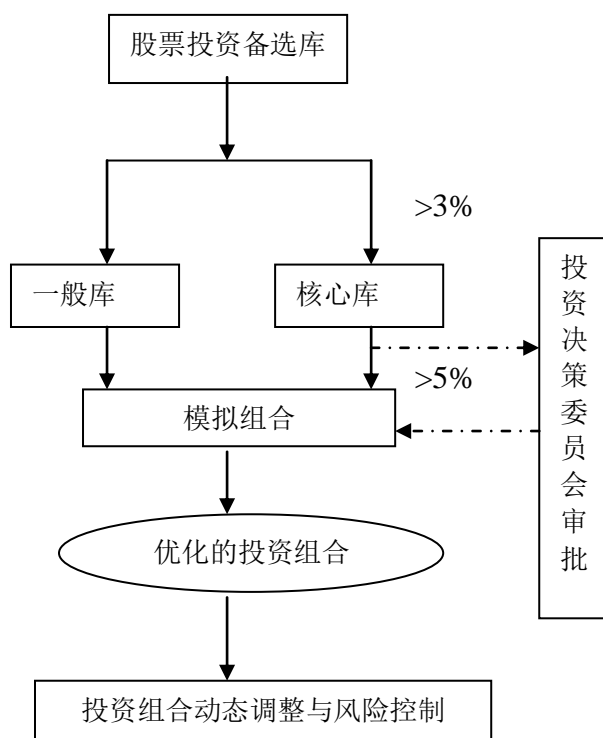 股票投资备选库
>3%
一般库
核心库
投资决策委员会审批
>5%
模拟组合
优化的投资组合
投资组合动态调整与风险控制